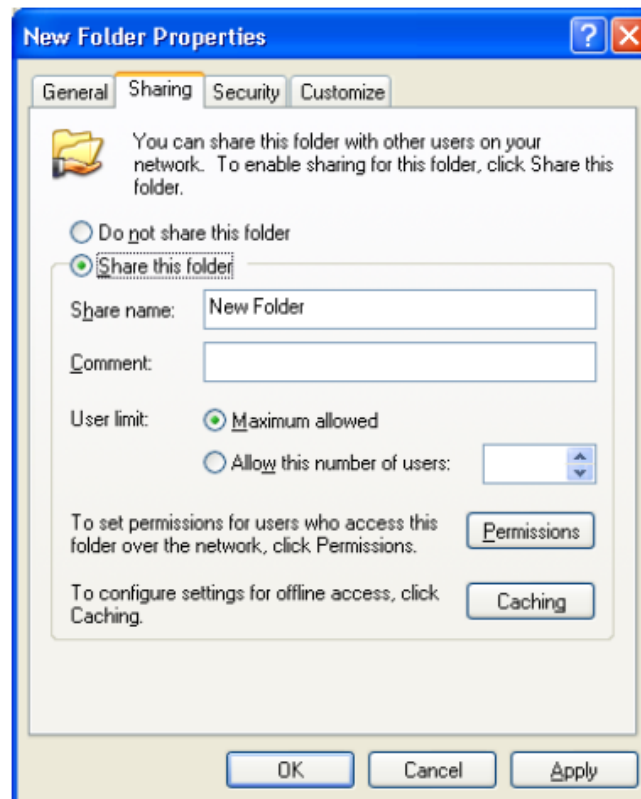 New Folder Properties
General Sharing Security Customize
You can share this folder with other users on your
network. To enable sharing for this folder, click Share this
folder.
Do not share this folder
Share this folder
Share name: New Folder
Comment:
User limit: Maximum allowed
Allow this number of users:
To set permissions for users who access this
folder over the network, click Permissions.
Permissions
To configure settings for offline access, click
Caching.
Caching
OK Cancel Apply